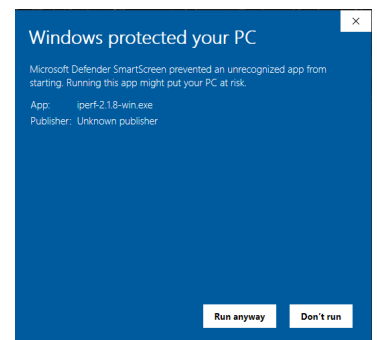 Windows protected your PC
Microsoft Defender SmartScreen prevented an unrecognized app from
starting. Running this app might put your PC at risk.
App: iperf-2.1.8-win.exe
Publisher: Unknown publisher
Run anyway Don't run